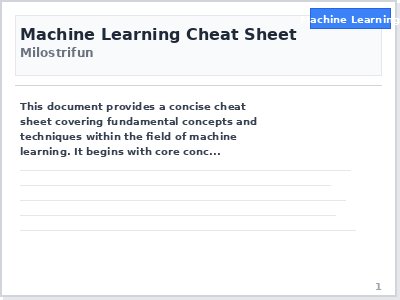 Machine Learning
Machine Learning Cheat Sheet
Milostrifun
This document provides a concise cheat
sheet covering fundamental concepts and
techniques within the field of machine
learning. It begins with core conc...
1